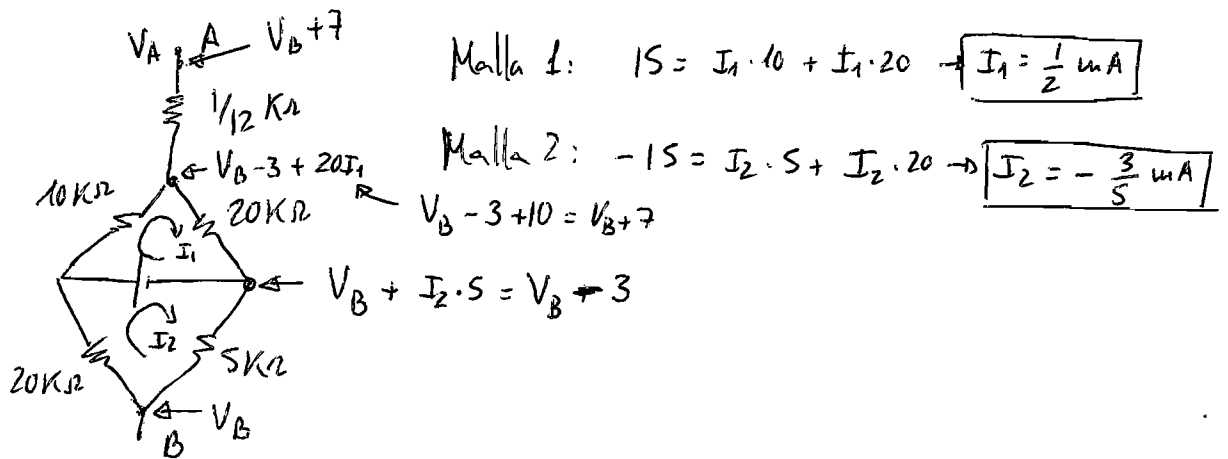 V_A A V_B+7
Malla 1: 15 = I_1·10 + I_1·20 → I_1 = 1/2 mA
1/12 KΩ
Malla 2: -15 = I_2·5 + I_2·20 → I_2 = - 3/5 mA
V_B-3+20I_1
10KΩ 20KΩ
V_B-3+10 = V_B+7
I_1
V_B + I_2·5 = V_B - 3
I_2
20KΩ 5KΩ
V_B
B